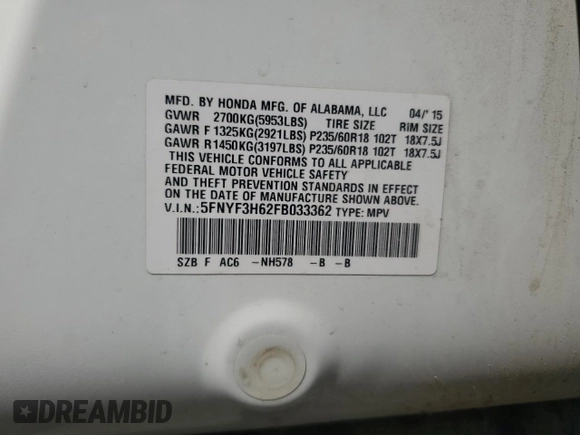 MFD. BY HONDA MFG. OF ALABAMA, LLC 04/'15
GVWR 2700KG(5953LBS) TIRE SIZE RIM SIZE
GAWR F 1325KG(2921LBS) P235/60R18 102T 18X7.5J
GAWR R1450KG(3197LBS) P235/60R18 102T 18X7.5J
THIS VEHICLE CONFORMS TO ALL APPLICABLE
FEDERAL MOTOR VEHICLE SAFETY
AND THEFT PREVENTION STANDARDS IN EFFECT
ON THE DATE OF MANUFACTURE SHOWN ABOVE.
V.I.N.:5FNYF3H62FB033362 TYPE: MPV
SZB F AC6 -NH578 -B -B
DREAMBID